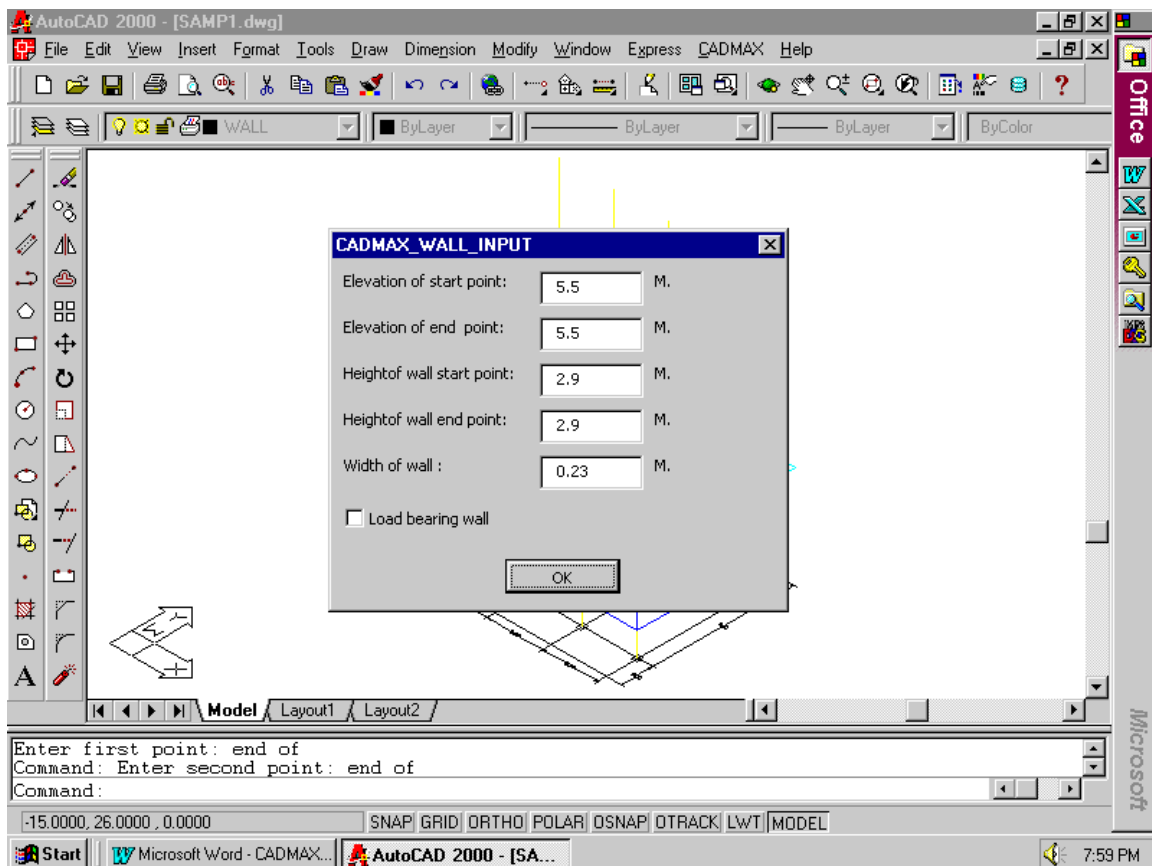 AutoCAD 2000 - [SAMP1.dwg]
File Edit View Insert Format Tools Draw Dimension Modify Window Express CADMAX Help
WALL ByLayer ByLayer ByLayer ByColor
Office
CADMAX_WALL_INPUT
Elevation of start point: 5.5 M.
Elevation of end point: 5.5 M.
Heightof wall start point: 2.9 M.
Heightof wall end point: 2.9 M.
Width of wall : 0.23 M.
Load bearing wall
OK
Model Layout1 Layout2
Enter first point: end of
Command: Enter second point: end of
Command:
Microsoft
-15.0000, 26.0000 , 0.0000 SNAP GRID ORTHO POLAR OSNAP OTRACK LWT MODEL
Start Microsoft Word - CADMAX... AutoCAD 2000 - [SA... 7:59 PM